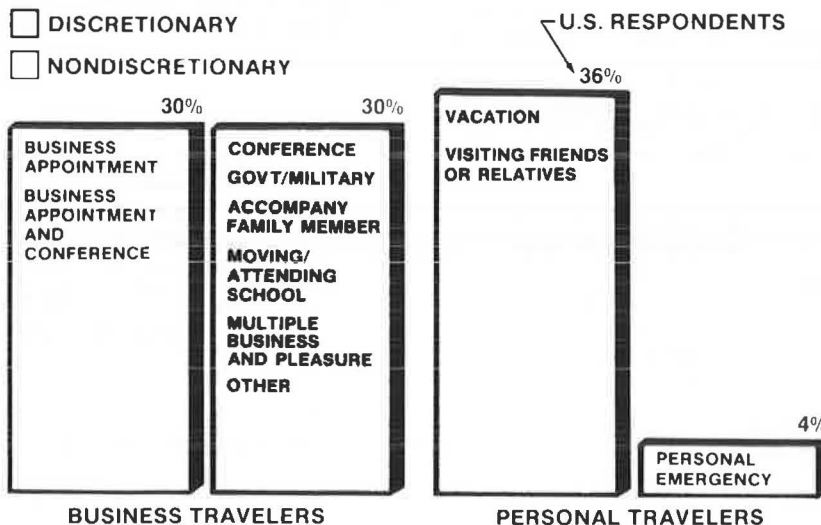 DISCRETIONARY
NONDISCRETIONARY
U.S. RESPONDENTS
30%
30%
36%
4%
BUSINESS
APPOINTMENT
BUSINESS
APPOINTMENT
AND
CONFERENCE
CONFERENCE
GOVT/MILITARY
ACCOMPANY
FAMILY MEMBER
MOVING/
ATTENDING
SCHOOL
MULTIPLE
BUSINESS
AND PLEASURE
OTHER
VACATION
VISITING FRIENDS
OR RELATIVES
PERSONAL
EMERGENCY
BUSINESS TRAVELERS
PERSONAL TRAVELERS